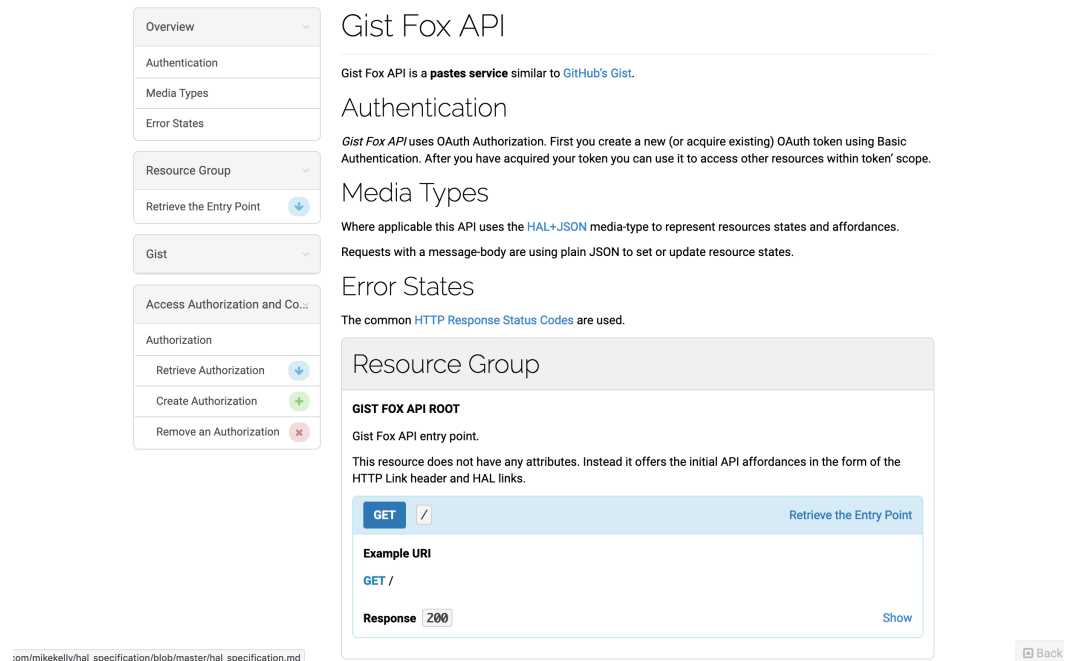 Overview
Authentication
Media Types
Error States
Resource Group
Retrieve the Entry Point
Gist
Access Authorization and Co...
Authorization
Retrieve Authorization
Create Authorization
Remove an Authorization
Gist Fox API
Gist Fox API is a pastes service similar to GitHub's Gist.
Authentication
Gist Fox API uses OAuth Authorization. First you create a new (or acquire existing) OAuth token using Basic
Authentication. After you have acquired your token you can use it to access other resources within token' scope.
Media Types
Where applicable this API uses the HAL+JSON media-type to represent resources states and affordances.
Requests with a message-body are using plain JSON to set or update resource states.
Error States
The common HTTP Response Status Codes are used.
Resource Group
GIST FOX API ROOT
Gist Fox API entry point.
This resource does not have any attributes. Instead it offers the initial API affordances in the form of the
HTTP Link header and HAL links.
GET / Retrieve the Entry Point
Example URI
GET /
Response 200 Show
:om/mikekelly/hal_specification/blob/master/hal_specification.md
Back